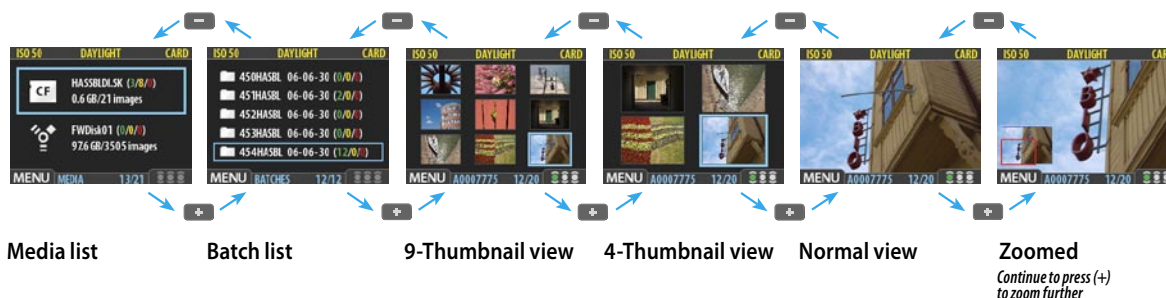 ISO 50 DAYLIGHT CARD
CF
HASSBLDI.SK (3/8/0)
0.6 GB/21 images
FWDisk01 (0/0/0)
97.6 GB/3505 images
MENU MEDIA 13/21
ISO 50 DAYLIGHT CARD
450HASBL 06-06-30 (0/0/0)
451HASBL 06-06-30 (2/0/0)
452HASBL 06-06-30 (0/0/0)
453HASBL 06-06-30 (0/0/0)
454HASBL 06-06-30 (12/0/0)
MENU BATCHES 12/12
ISO 50 DAYLIGHT CARD
MENU A0007775 12/20
ISO 50 DAYLIGHT CARD
MENU A0007775 12/20
ISO 50 DAYLIGHT CARD
MENU A0007775 12/20
ISO 50 DAYLIGHT CARD
MENU A0007775 12/20
Media list
Batch list
9-Thumbnail view
4-Thumbnail view
Normal view
Zoomed
Continue to press (+)
to zoom further